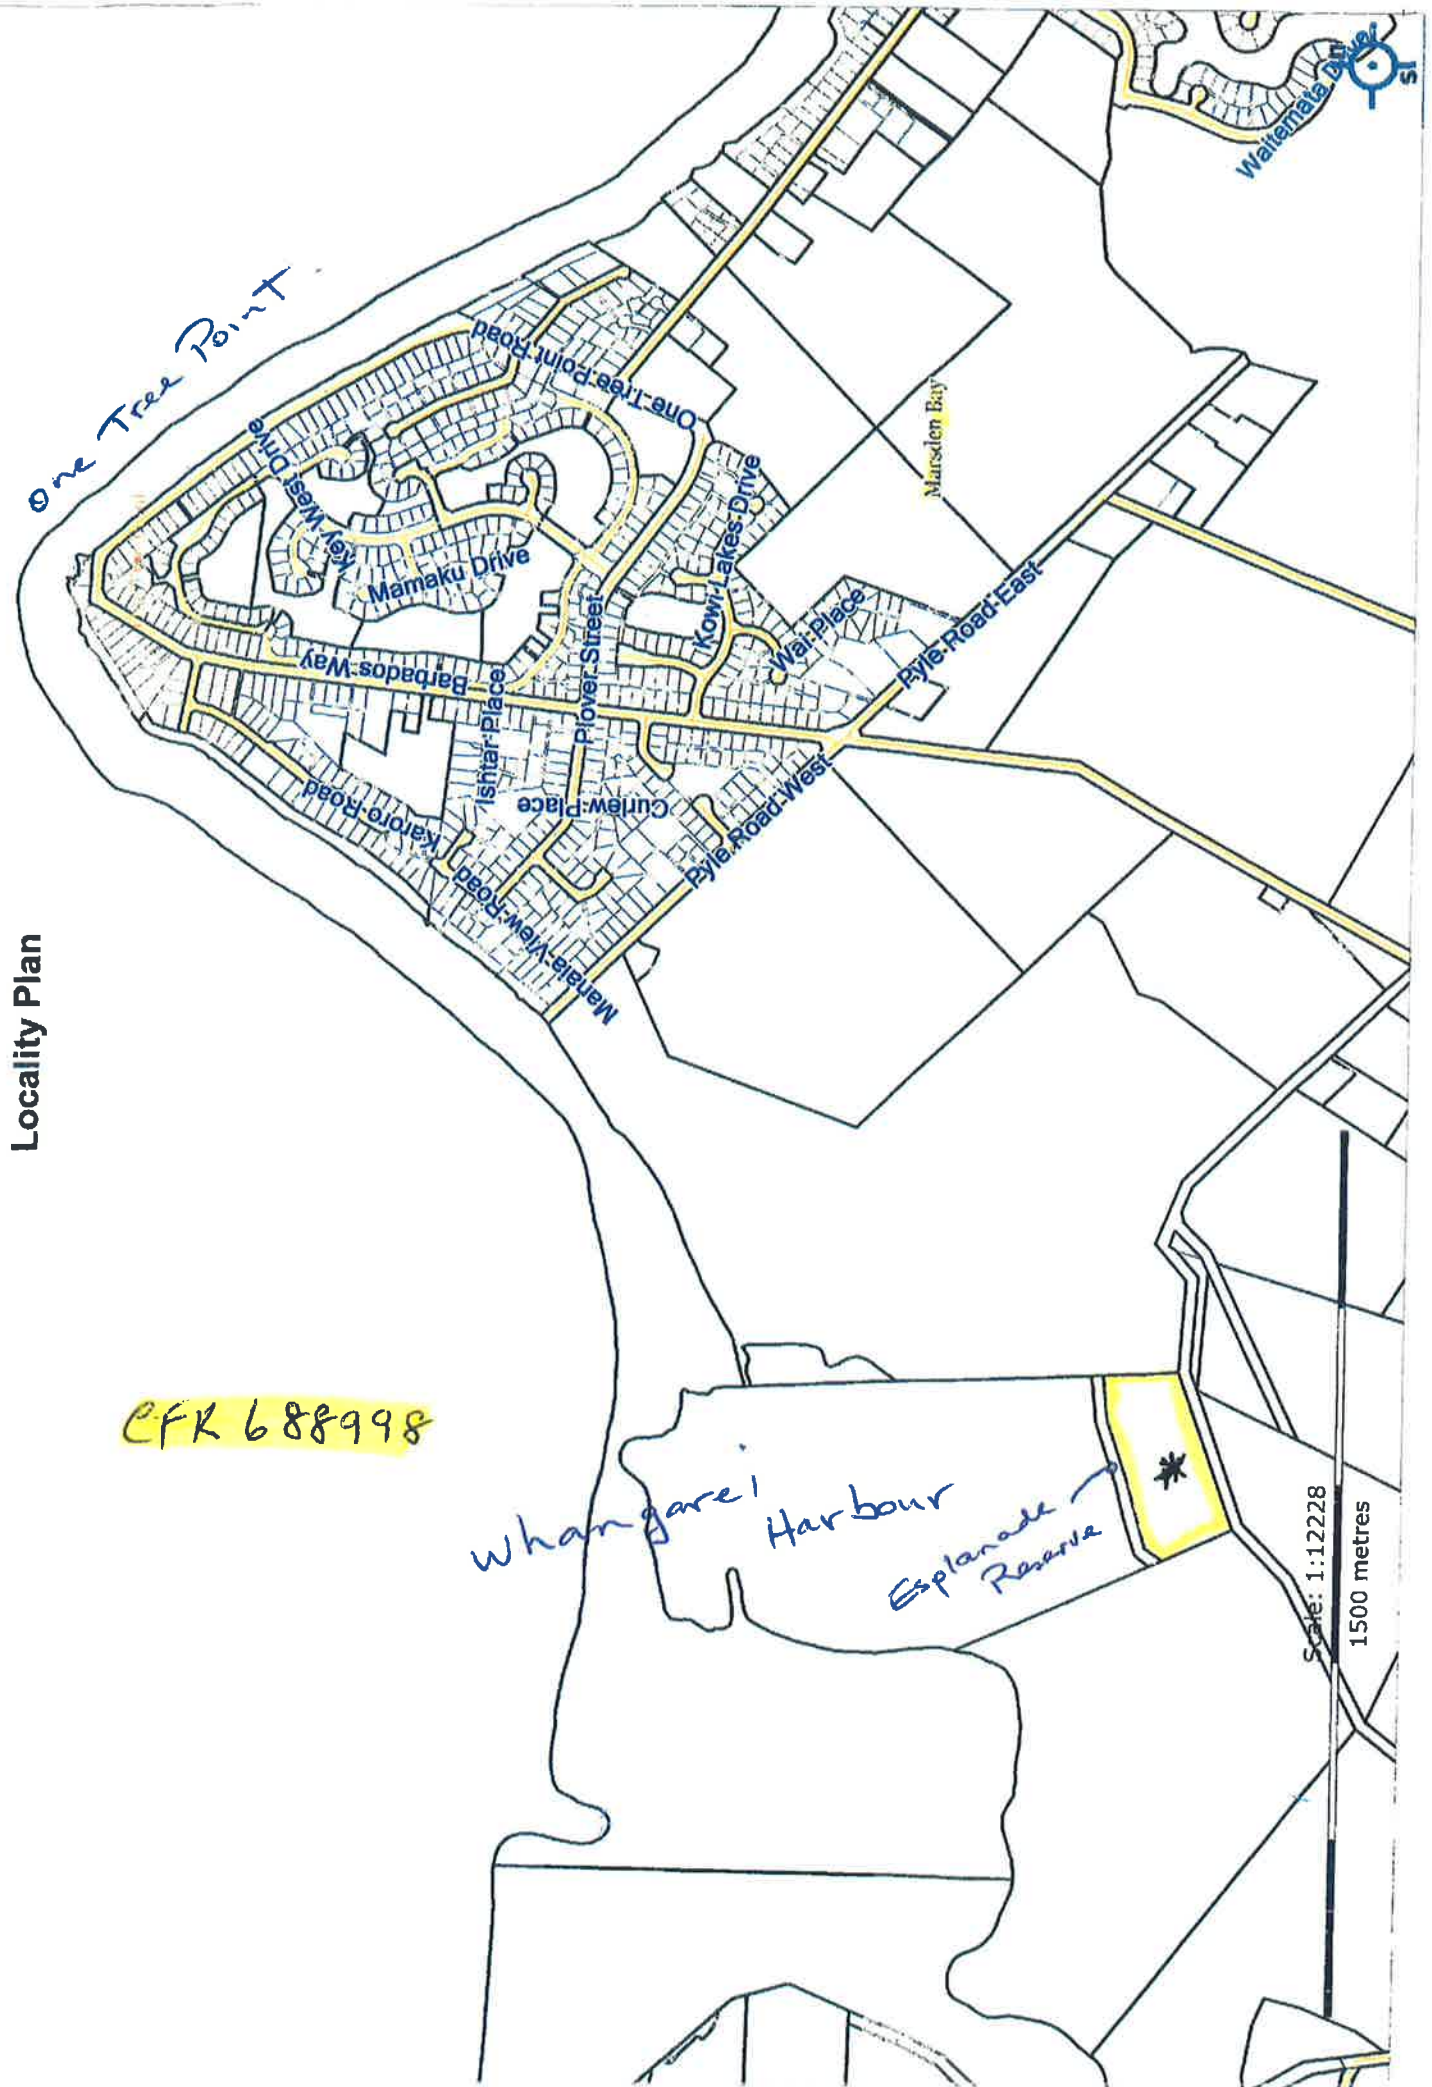 Locality Plan
One Tree Point
CFR 688998
Whangarei
Harbour
Esplanade
Reserve
Key West Drive
Mamaku Drive
Barbados Way
Ishtar Place
Plover Street
One Tree Point Road
Kowi Lakes Drive
Wai Place
Pyle Road East
Pyle Road West
Curlew Place
Karoro Road
Manaia View Road
Marsden Bay
Waitemata Drive
S
Scale: 1:12228
1500 metres